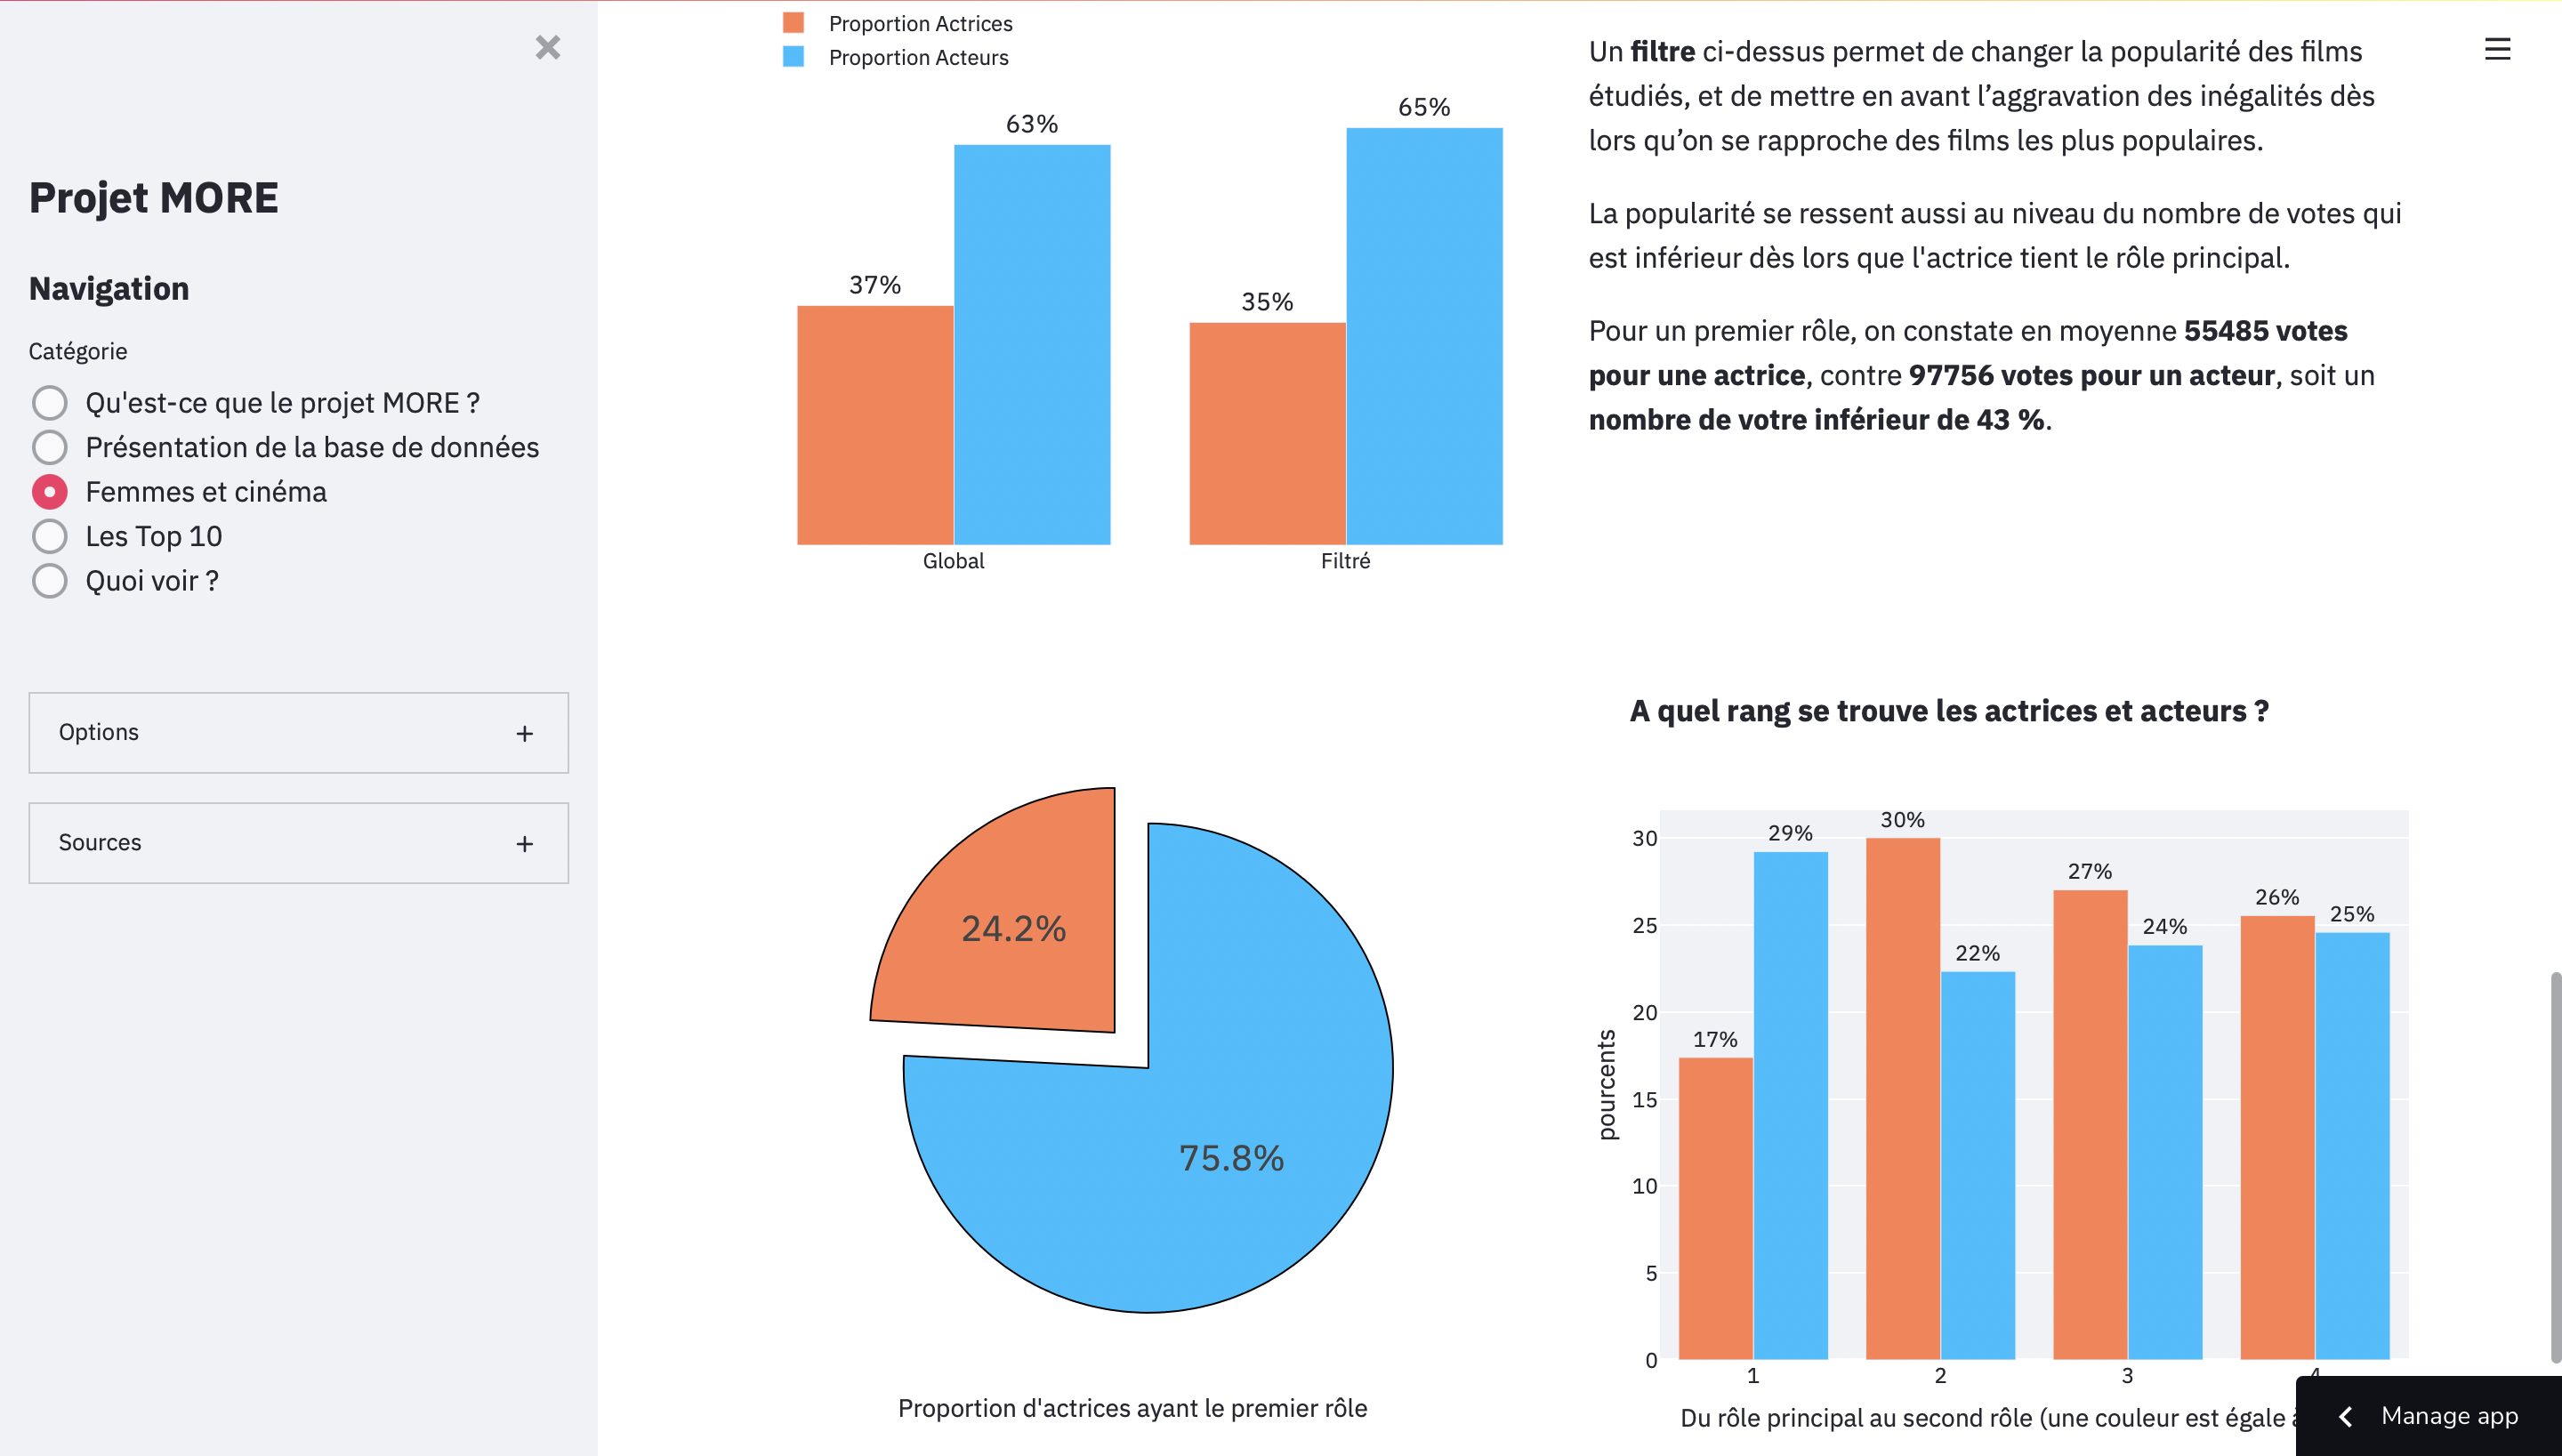 Projet MORE
Navigation
Catégorie
Qu'est-ce que le projet MORE ?
Présentation de la base de données
Femmes et cinéma
Les Top 10
Quoi voir ?
Options
Sources
Proportion Actrices
Proportion Acteurs
37%
63%
35%
65%
Global
Filtré
Un filtre ci-dessus permet de changer la popularité des films
étudiés, et de mettre en avant l’aggravation des inégalités dès
lors qu’on se rapproche des films les plus populaires.
La popularité se ressent aussi au niveau du nombre de votes qui
est inférieur dès lors que l'actrice tient le rôle principal.
Pour un premier rôle, on constate en moyenne 55485 votes
pour une actrice, contre 97756 votes pour un acteur, soit un
nombre de votre inférieur de 43 %.
24.2%
75.8%
Proportion d'actrices ayant le premier rôle
A quel rang se trouve les actrices et acteurs ?
pourcents
30
25
20
15
10
5
0
17%
29%
30%
22%
27%
24%
26%
25%
1
2
3
4
Du rôle principal au second rôle (une couleur est égale
Manage app